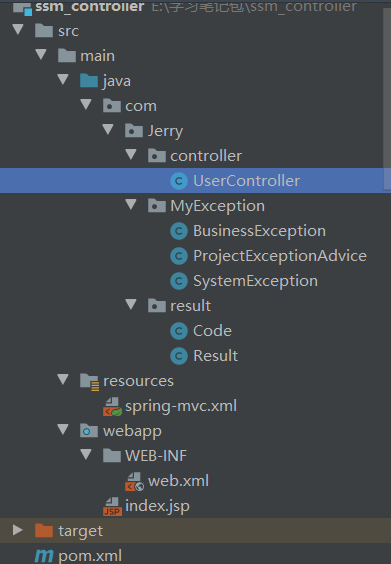 ssm_controller E:\学习笔记包\ssm_controller
src
main
java
com
Jerry
controller
UserController
MyException
BusinessException
ProjectExceptionAdvice
SystemException
result
Code
Result
resources
spring-mvc.xml
webapp
WEB-INF
web.xml
index.jsp
target
pom.xml